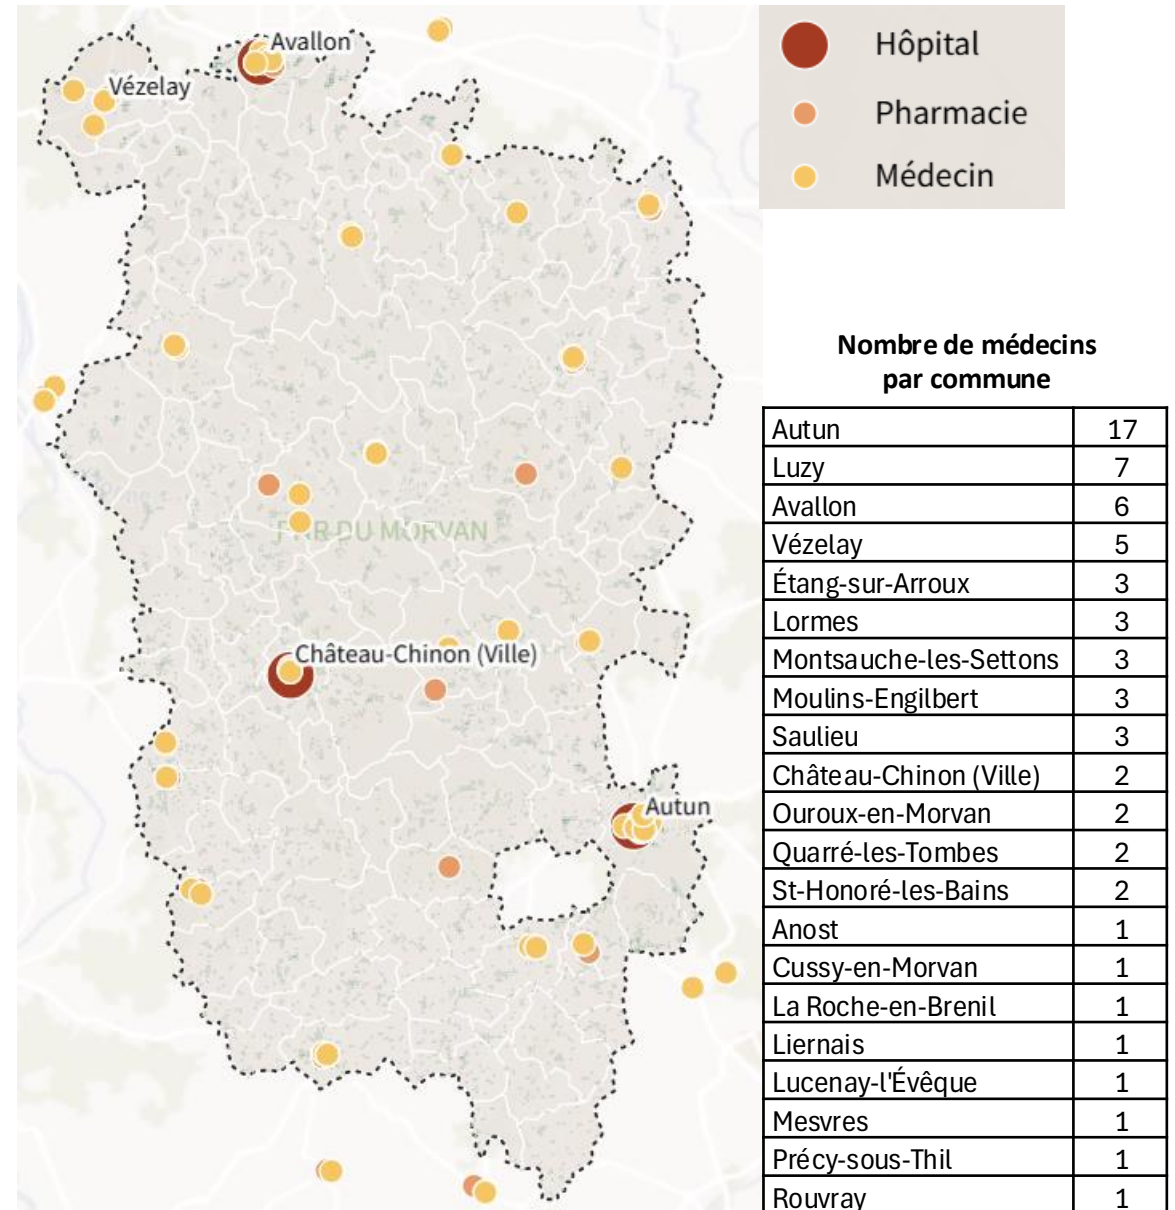 Avallon
Vézelay
PNR DU MORVAN
Château-Chinon (Ville)
Autun
Hôpital
Pharmacie
Médecin
Nombre de médecins
par commune
Autun 17
Luzy 7
Avallon 6
Vézelay 5
Étang-sur-Arroux 3
Lormes 3
Montsauche-les-Settons 3
Moulins-Engilbert 3
Saulieu 3
Château-Chinon (Ville) 2
Ouroux-en-Morvan 2
Quarré-les-Tombes 2
St-Honoré-les-Bains 2
Anost 1
Cussy-en-Morvan 1
La Roche-en-Brenil 1
Liernais 1
Lucenay-l'Évêque 1
Mesvres 1
Précy-sous-Thil 1
Rouvray 1